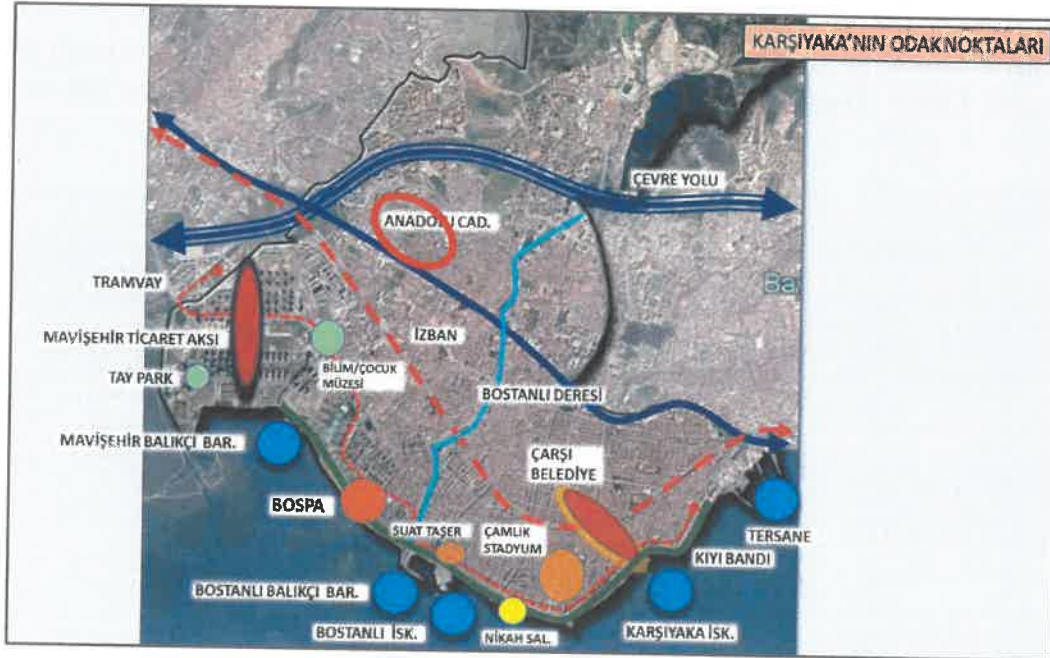 KARŞIYAKA'NIN ODAK NOKTALARI
ÇEVRE YOLU
ANADOLU CAD.
TRAMVAY
Ba
MAVİŞEHİR TİCARET AKSI
İZBAN
TAY PARK
BİLİM/ÇOCUK
MÜZESİ
BOSTANLI DERESİ
MAVİŞEHİR BALIKÇI BAR.
ÇARŞI
BELEDİYE
BOSPA
SUAT TAŞER
ÇAMLIK
STADYUM
TERSANE
KIYI BANDI
BOSTANLI BALIKÇI BAR.
BOSTANLI İSK.
NİKAH SAL.
KARŞIYAKA İSK.